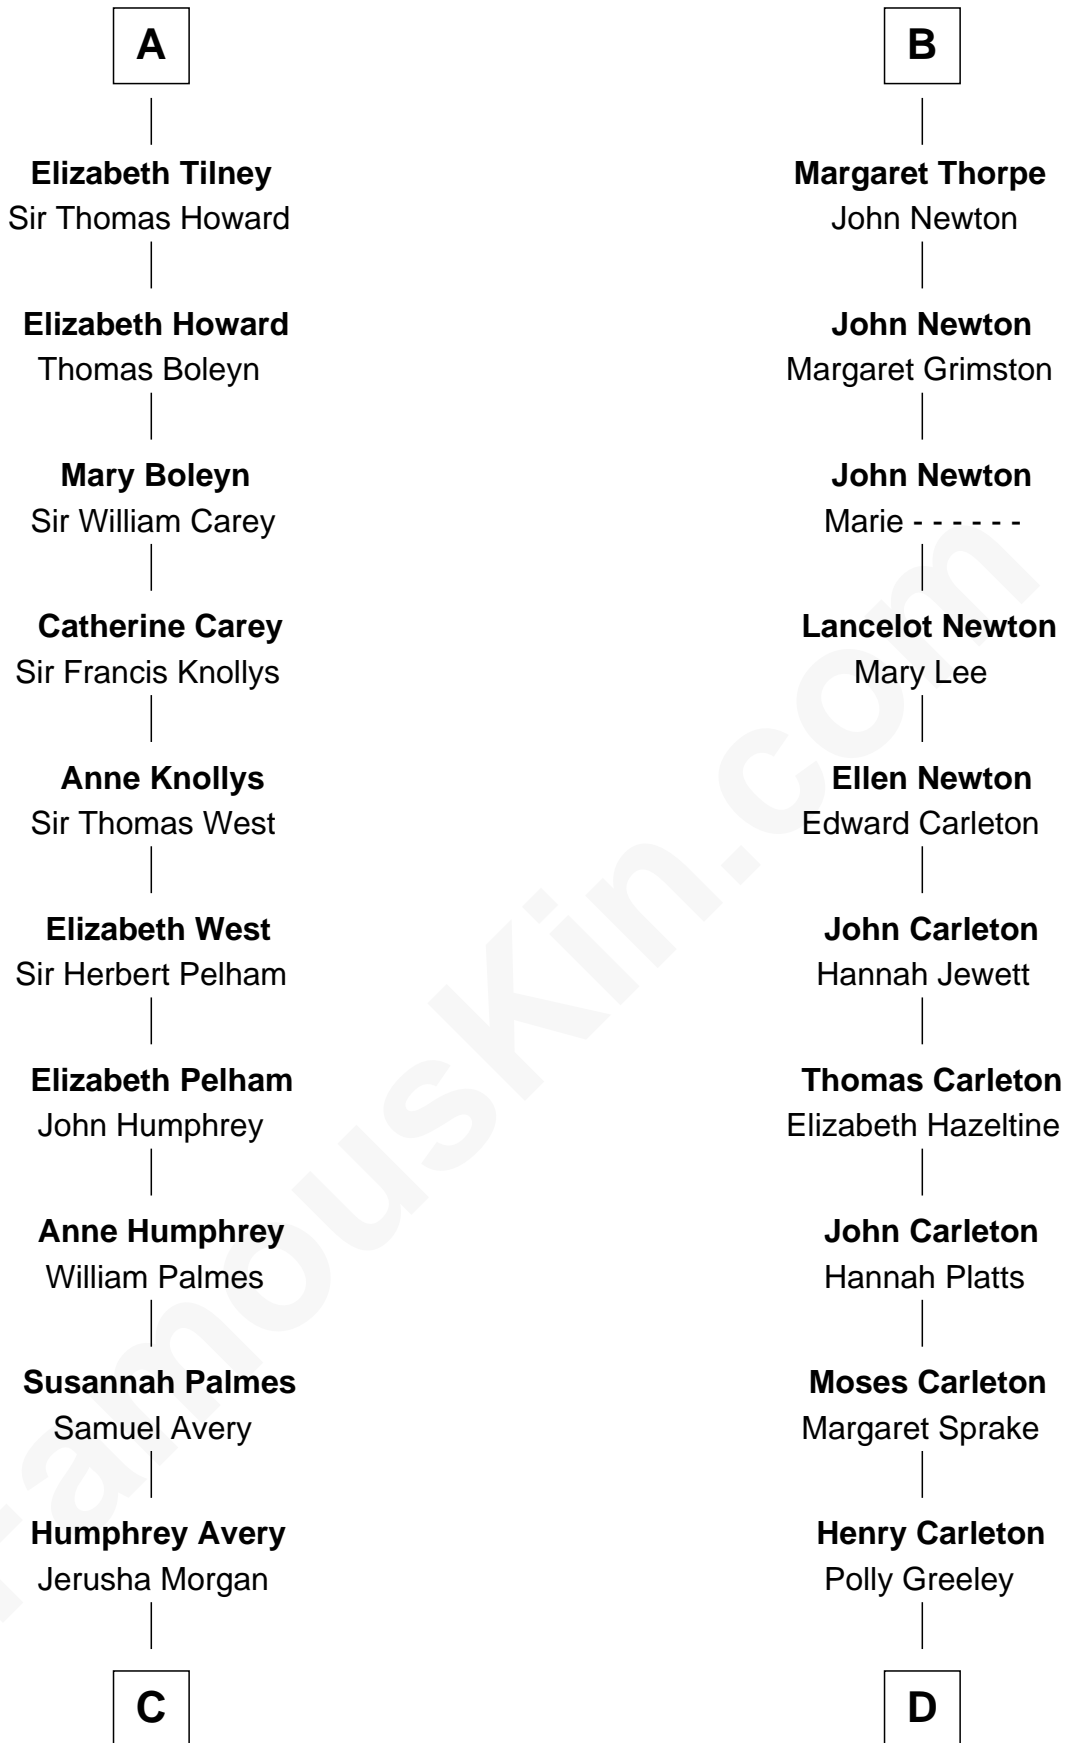 A
Elizabeth Tilney
Sir Thomas Howard
Elizabeth Howard
Thomas Boleyn
Mary Boleyn
Sir William Carey
Catherine Carey
Sir Francis Knollys
Anne Knollys
Sir Thomas West
Elizabeth West
Sir Herbert Pelham
Elizabeth Pelham
John Humphrey
Anne Humphrey
William Palmes
Susannah Palmes
Samuel Avery
Humphrey Avery
Jerusha Morgan
C
B
Margaret Thorpe
John Newton
John Newton
Margaret Grimston
John Newton
Marie - - - - - -
Lancelot Newton
Mary Lee
Ellen Newton
Edward Carleton
John Carleton
Hannah Jewett
Thomas Carleton
Elizabeth Hazeltine
John Carleton
Hannah Platts
Moses Carleton
Margaret Sprake
Henry Carleton
Polly Greeley
D
FamousKin.com